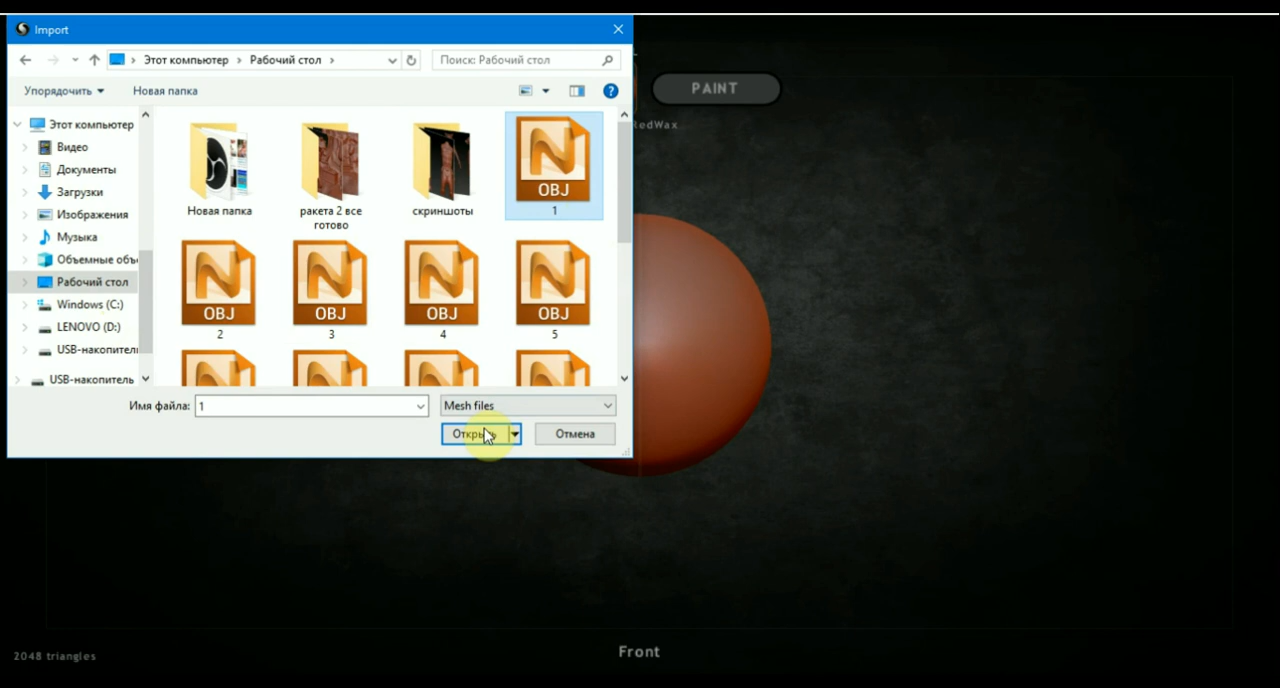 Import
Этот компьютер > Рабочий стол >
Поиск: Рабочий стол
Упорядочить
Новая папка
PAINT
RedWax
Этот компьютер
Видео
Документы
Загрузки
Изображения
Музыка
Объемные объ
Рабочий стол
Windows (C:)
LENOVO (D:)
USB-накопител
USB-накопитель
Новая папка
ракета 2 все
готово
скриншоты
OBJ
1
OBJ
2
OBJ
3
OBJ
4
OBJ
5
Имя файла: 1
Mesh files
Отмена
2048 triangles
Front